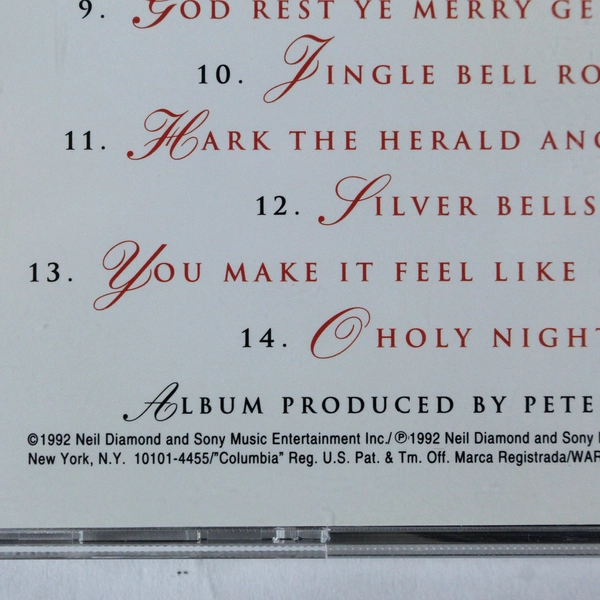 9. GOD REST YE MERRY GE
10. JINGLE BELL RO
11. HARK THE HERALD ANG
12. SILVER BELLS
13. YOU MAKE IT FEEL LIKE
14. O HOLY NIGHT
ALBUM PRODUCED BY PETE
©1992 Neil Diamond and Sony Music Entertainment Inc./℗1992 Neil Diamond and Sony
New York, N.Y. 10101-4455/"Columbia" Reg. U.S. Pat. & Tm. Off. Marca Registrada/WAR